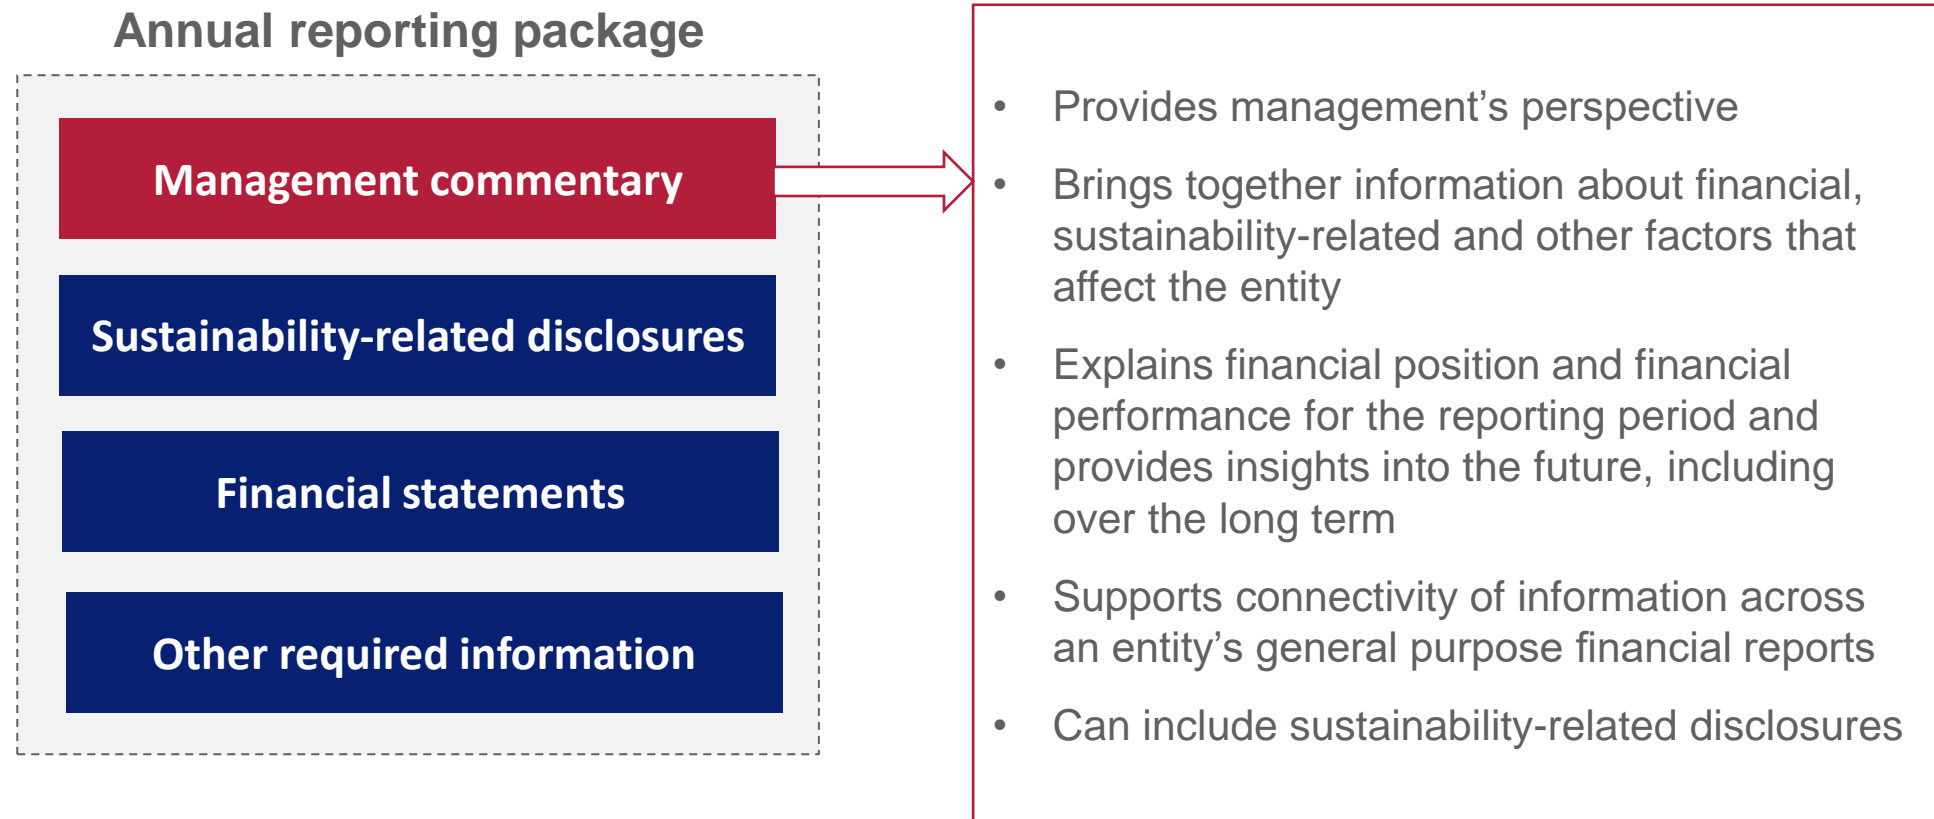 Annual reporting package
Management commentary
Sustainability-related disclosures
Financial statements
Other required information
• Provides management’s perspective
• Brings together information about financial,
sustainability-related and other factors that
affect the entity
• Explains financial position and financial
performance for the reporting period and
provides insights into the future, including
over the long term
• Supports connectivity of information across
an entity’s general purpose financial reports
• Can include sustainability-related disclosures